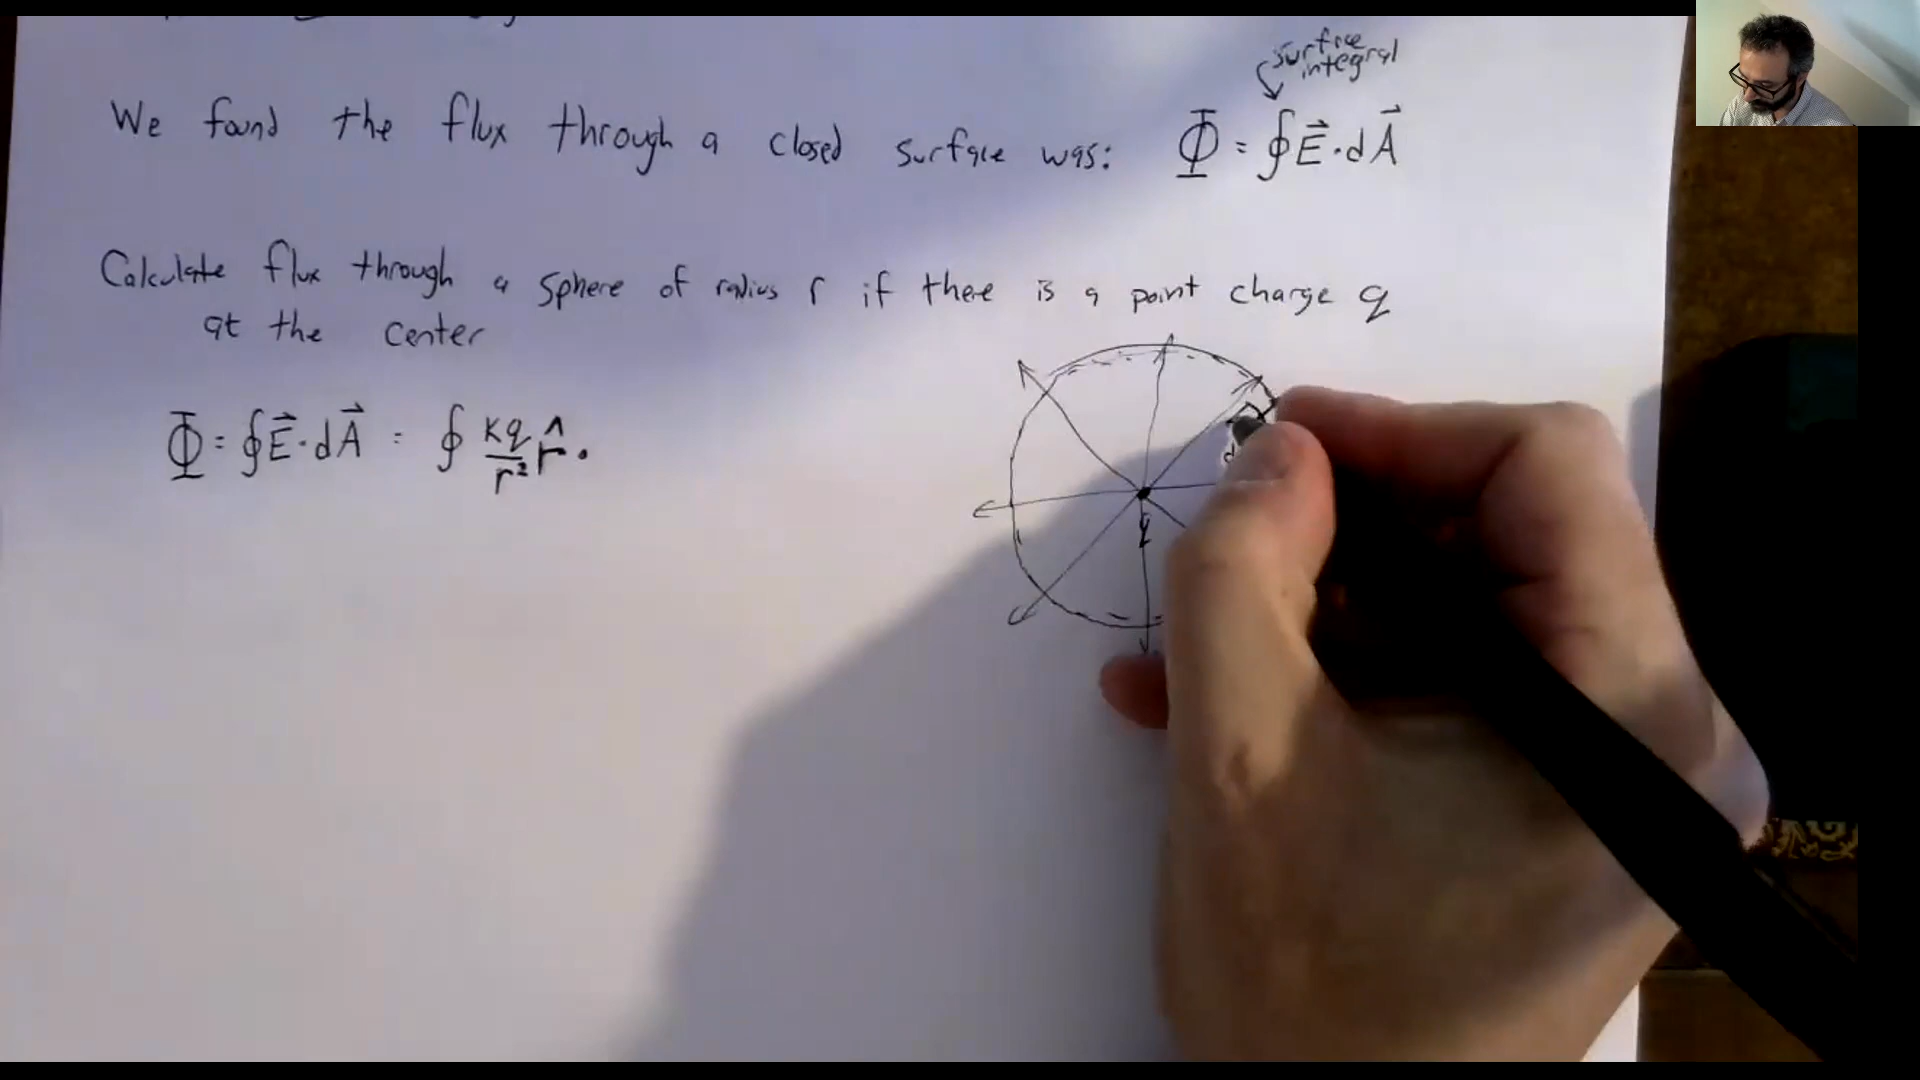 surface
integral
We found the flux through a closed surface was: Φ = ∮E⃗·dA⃗
Calculate flux through a sphere of radius r if there is a point charge q
at the center
Φ = ∮E⃗·dA⃗ = ∮ kq/r² r̂ ·
d
q